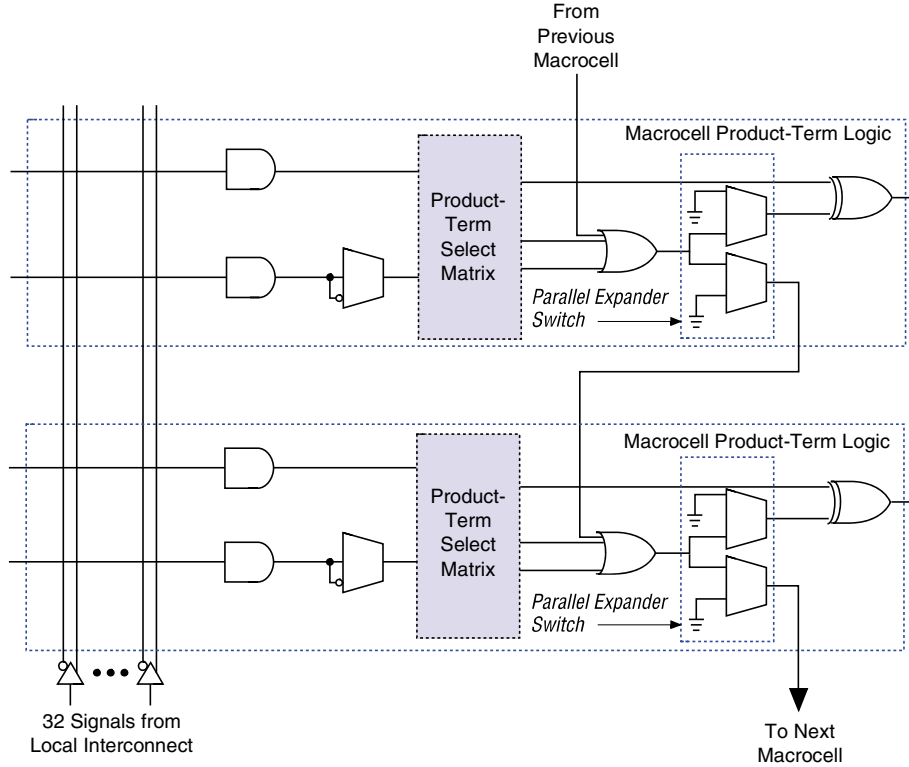 From
Previous
Macrocell
Macrocell Product-Term Logic
Product-
Term
Select
Matrix
Parallel Expander
Switch
Macrocell Product-Term Logic
Product-
Term
Select
Matrix
Parallel Expander
Switch
32 Signals from
Local Interconnect
To Next
Macrocell